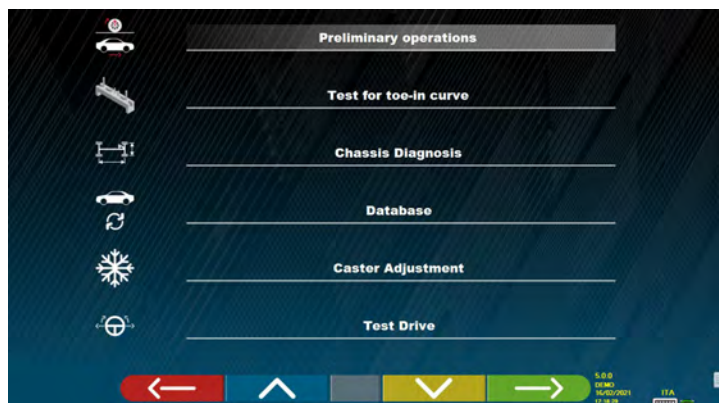 Preliminary operations
Test for toe-in curve
Chassis Diagnosis
Database
Caster Adjustment
Test Drive
5.0.0
DEMO
16/02/2021
ITA